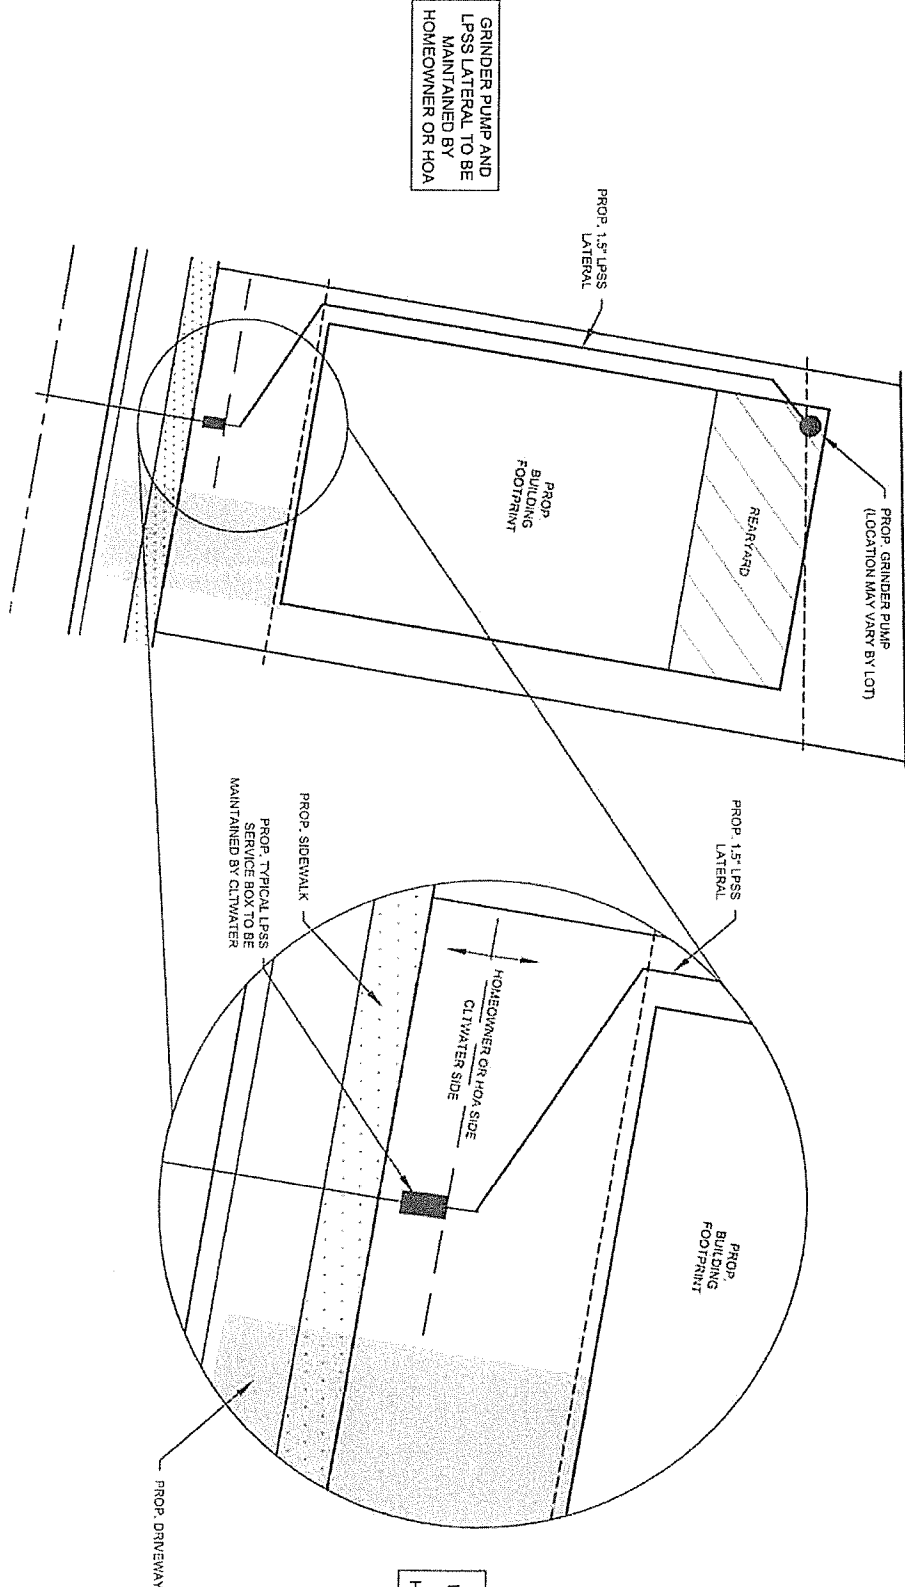 GRINDER PUMP AND
LPSS LATERAL TO BE
MAINTAINED BY
HOMEOWNER OR HOA
PROP. 1.5" LPSS
LATERAL
PROP. GRINDER PUMP
(LOCATION MAY VARY BY LOT)
REARYARD
PROP.
BUILDING
FOOTPRINT
PROP. 1.5" LPSS
LATERAL
PROP. SIDEWALK
PROP. TYPICAL LPSS
SERVICE BOX TO BE
MAINTAINED BY CLTWATER
HOMEOWNER OR HOA SIDE
CLTWATER SIDE
PROP.
BUILDING
FOOTPRINT
PROP. DRIVEWAY